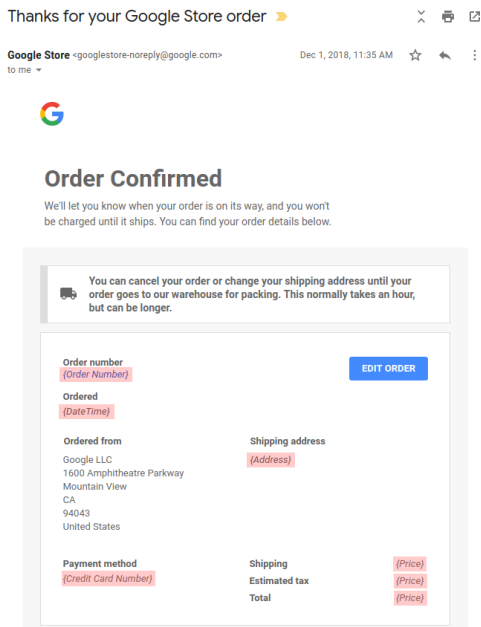 Thanks for your Google Store order
Google Store <googlestore-noreply@google.com>
Dec 1, 2018, 11:35 AM
to me
Order Confirmed
We'll let you know when your order is on its way, and you won't
be charged until it ships. You can find your order details below.
You can cancel your order or change your shipping address until your
order goes to our warehouse for packing. This normally takes an hour,
but can be longer.
Order number
{Order Number}
EDIT ORDER
Ordered
{DateTime}
Ordered from
Google LLC
1600 Amphitheatre Parkway
Mountain View
CA
94043
United States
Shipping address
{Address}
Payment method
{Credit Card Number}
Shipping {Price}
Estimated tax {Price}
Total {Price}